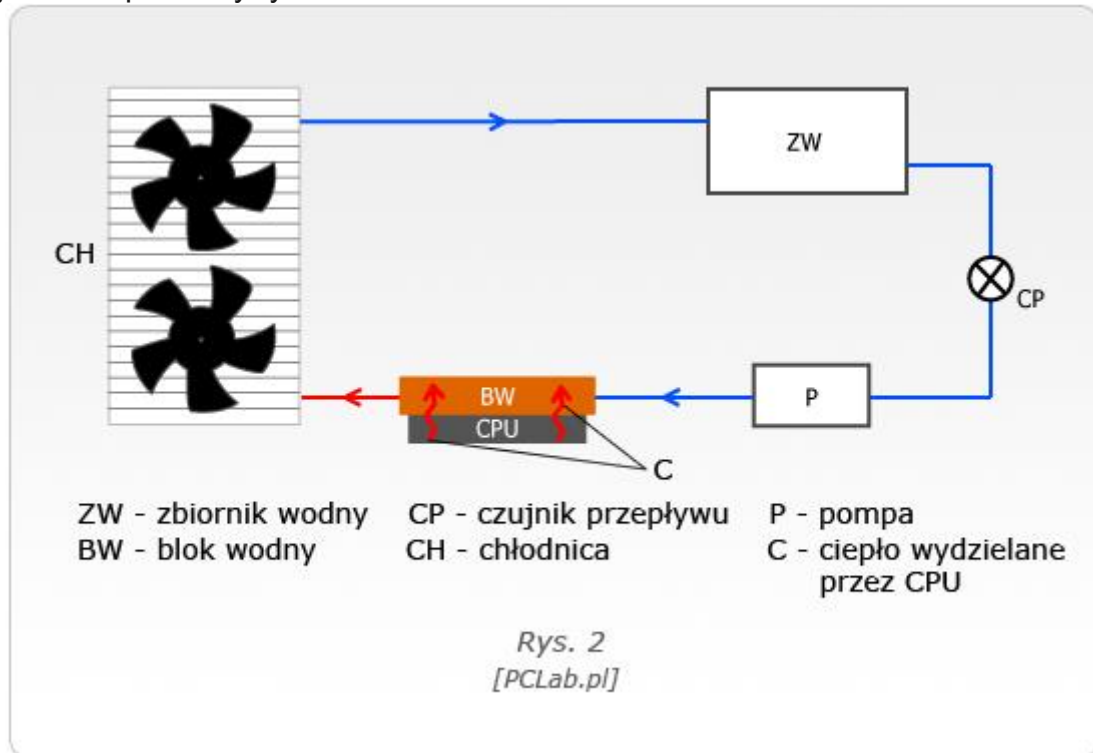 CH
ZW
CP
BW
CPU
P
C
ZW - zbiornik wodny CP - czujnik przepływu P - pompa
BW - blok wodny CH - chłodnica C - ciepło wydzielane
przez CPU
Rys. 2
[PCLab.pl]